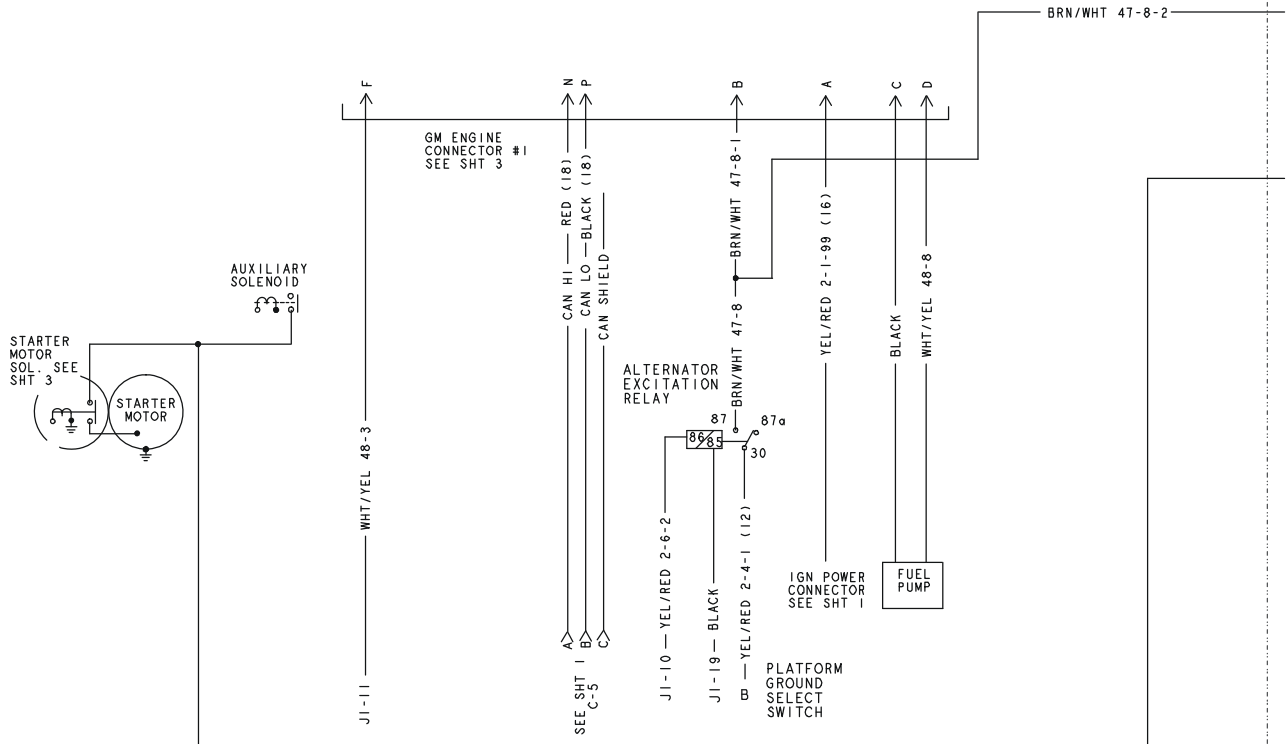 BRN/WHT 47-8-2
F
N
P
B
A
C
D
GM ENGINE
CONNECTOR #1
SEE SHT 3
CAN HI
RED (18)
CAN LO
BLACK (18)
CAN SHIELD
BRN/WHT 47-8-1
BRN/WHT 47-8
YEL/RED 2-1-99 (16)
BLACK
WHT/YEL 48-8
AUXILIARY
SOLENOID
STARTER
MOTOR
SOL. SEE
SHT 3
STARTER
MOTOR
WHT/YEL 48-3
J1-11
ALTERNATOR
EXCITATION
RELAY
87
87a
86
85
30
A
B
C
SEE SHT 1
C-5
J1-10
YEL/RED 2-6-2
J1-19
BLACK
B
YEL/RED 2-4-1 (12)
PLATFORM
GROUND
SELECT
SWITCH
IGN POWER
CONNECTOR
SEE SHT 1
FUEL
PUMP